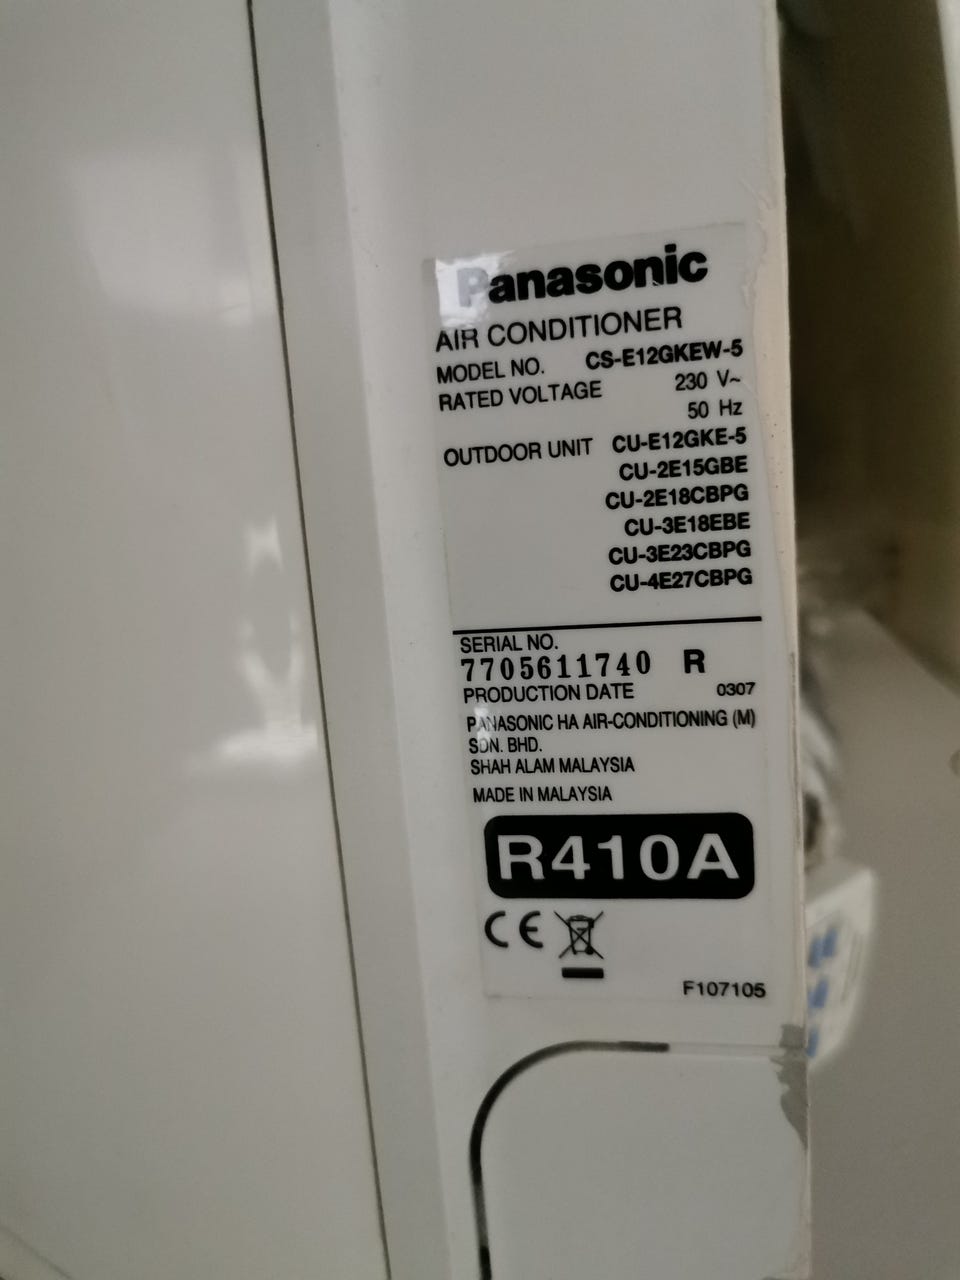 Panasonic
AIR CONDITIONER
MODEL NO. CS-E12GKEW-5
RATED VOLTAGE 230 V~
50 Hz
OUTDOOR UNIT CU-E12GKE-5
CU-2E15GBE
CU-2E18CBPG
CU-3E18EBE
CU-3E23CBPG
CU-4E27CBPG
SERIAL NO.
7705611740 R
PRODUCTION DATE 0307
PANASONIC HA AIR-CONDITIONING (M)
SDN. BHD.
SHAH ALAM MALAYSIA
MADE IN MALAYSIA
R410A
CE
F107105